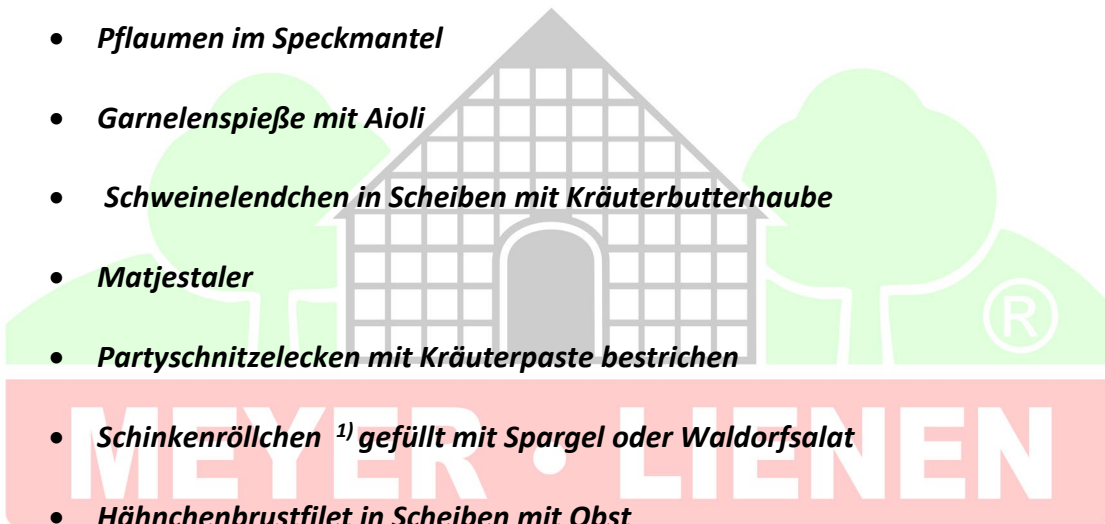 • Pflaumen im Speckmantel
• Garnelenspieße mit Aioli
• Schweinelendchen in Scheiben mit Kräuterbutterhaube
• Matjestaler
• Partyschnitzelecken mit Kräuterpaste bestrichen
• Schinkenröllchen 1) gefüllt mit Spargel oder Waldorfsalat
• Hähnchenbrustfilet in Scheiben mit Obst
®
MEYER • LIENEN